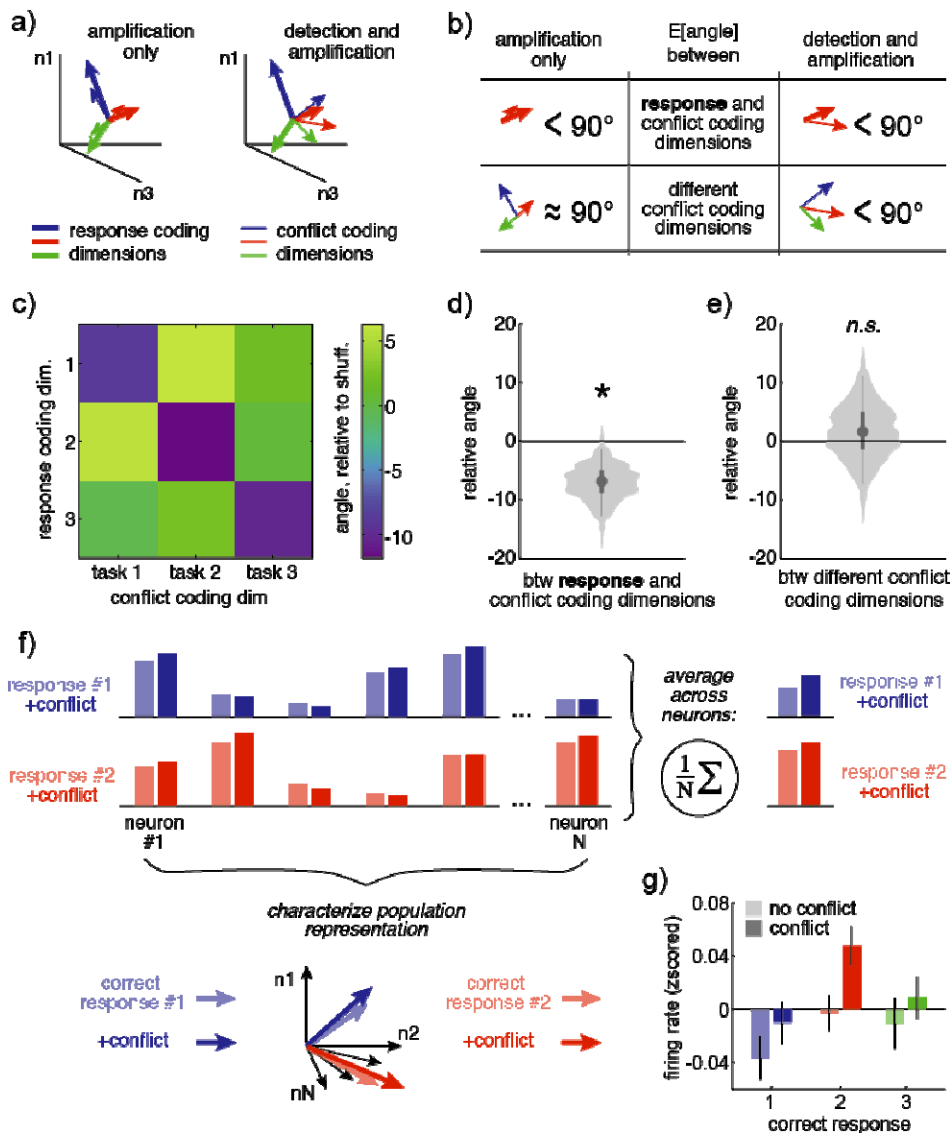 a)
amplification
only
detection and
amplification
n1
n3
n3
response coding
dimensions
conflict coding
dimensions
b)
amplification
only
E[angle]
between
detection and
amplification
< 90°
response and
conflict coding
dimensions
< 90°
≈ 90°
different
conflict coding
dimensions
< 90°
c)
response coding dim.
1
2
3
task 1 task 2 task 3
conflict coding dim
angle, relative to shuff.
5
0
-5
-10
d)
relative angle
20
10
0
-10
-20
*
btw response and
conflict coding dimensions
e)
relative angle
20
10
0
-10
-20
n.s.
btw different conflict
coding dimensions
f)
response #1
+conflict
response #2
+conflict
...
...
neuron
#1
neuron
N
average
across
neurons:
1/N Σ
response #1
+conflict
response #2
+conflict
characterize population
representation
correct
response #1
+conflict
n1
n2
nN
correct
response #2
+conflict
g)
firing rate (zscored)
0.08
0.04
0
-0.04
no conflict
conflict
1 2 3
correct response